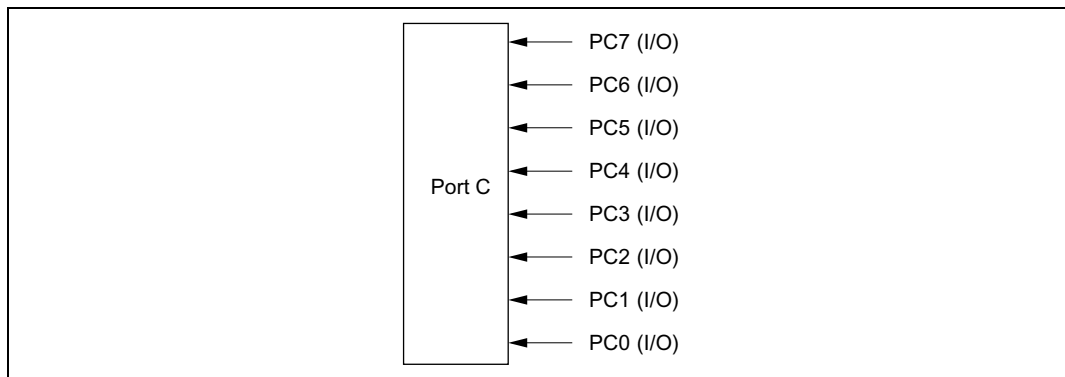 PC7 (I/O)
PC6 (I/O)
PC5 (I/O)
PC4 (I/O)
Port C
PC3 (I/O)
PC2 (I/O)
PC1 (I/O)
PC0 (I/O)